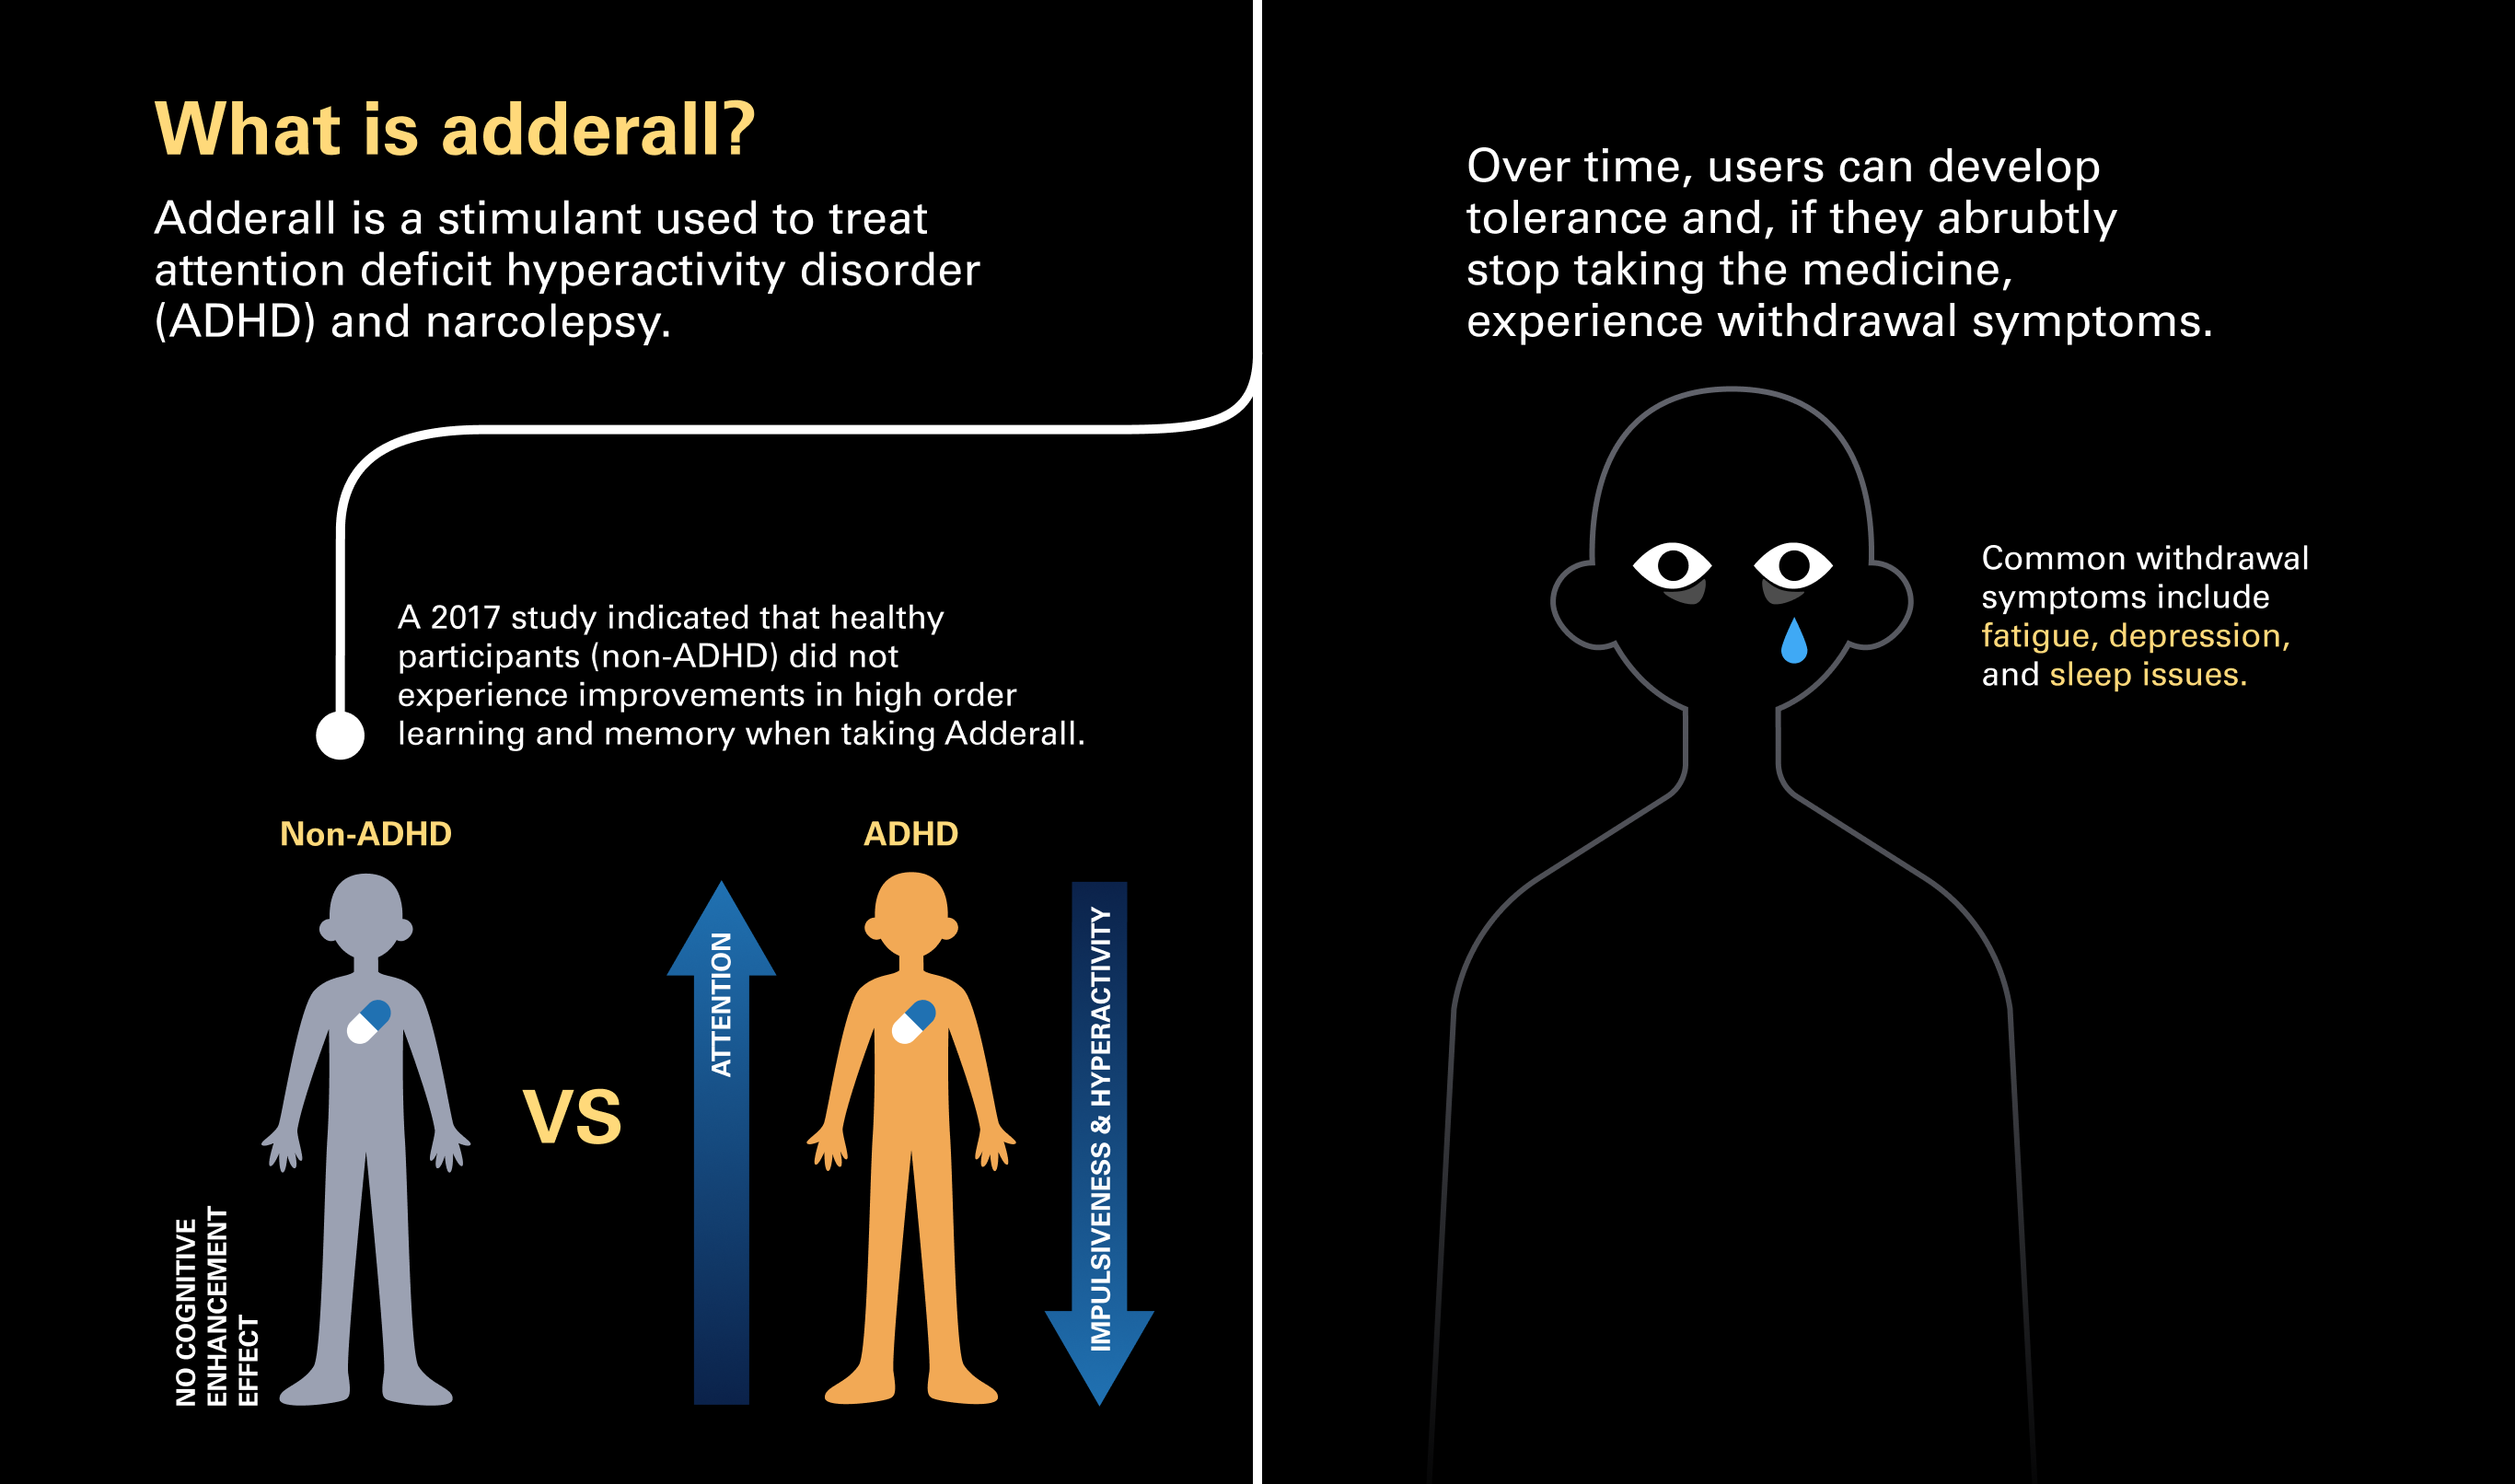 What is adderall?
Adderall is a stimulant used to treat
attention deficit hyperactivity disorder
(ADHD) and narcolepsy.
A 2017 study indicated that healthy
participants (non-ADHD) did not
experience improvements in high order
learning and memory when taking Adderall.
Non-ADHD
NO COGNITIVE
ENHANCEMENT
EFFECT
VS
ADHD
ATTENTION
IMPULSIVENESS & HYPERACTIVITY
Over time, users can develop
tolerance and, if they abrubtly
stop taking the medicine,
experience withdrawal symptoms.
Common withdrawal
symptoms include
fatigue, depression,
and sleep issues.